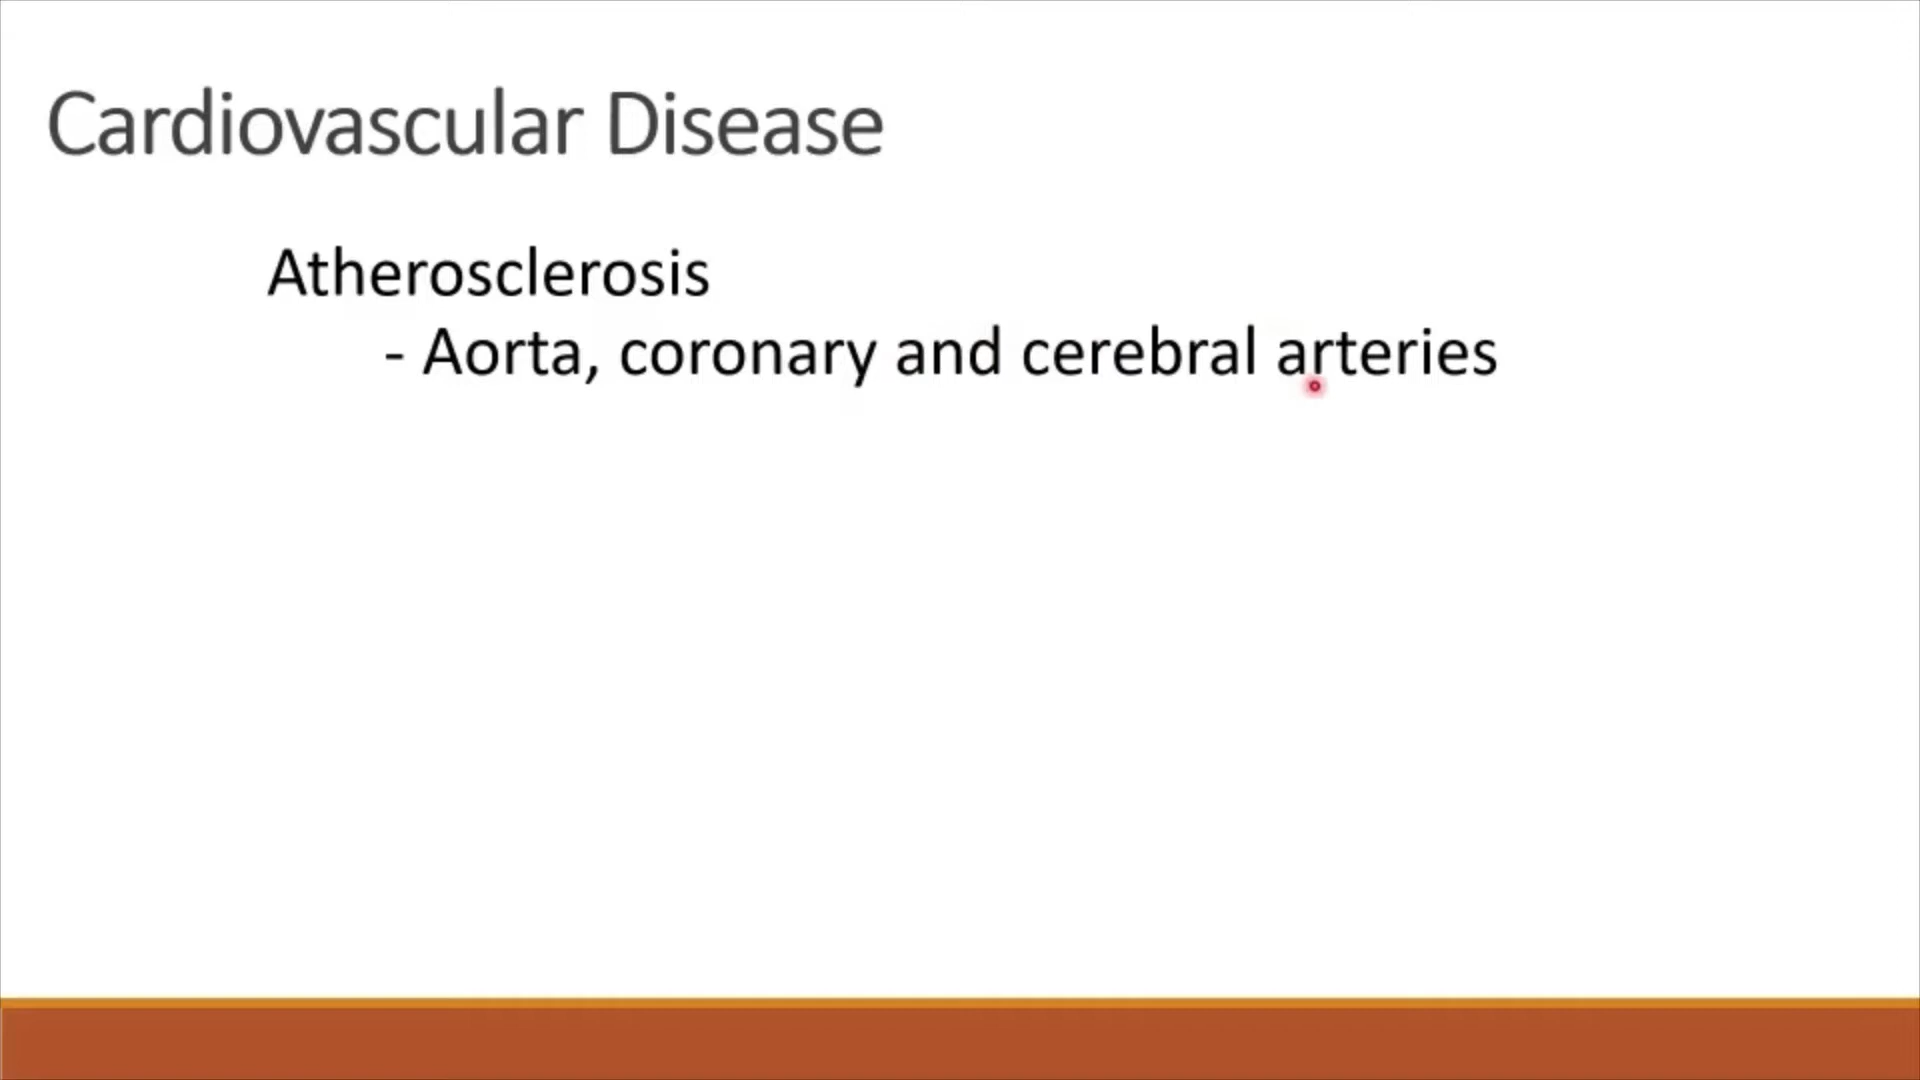 Cardiovascular Disease
Atherosclerosis
- Aorta, coronary and cerebral arteries